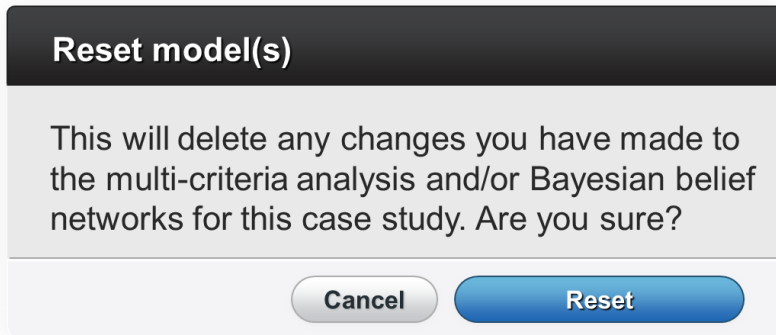 Reset model(s)
This will delete any changes you have made to
the multi-criteria analysis and/or Bayesian belief
networks for this case study. Are you sure?
Cancel Reset